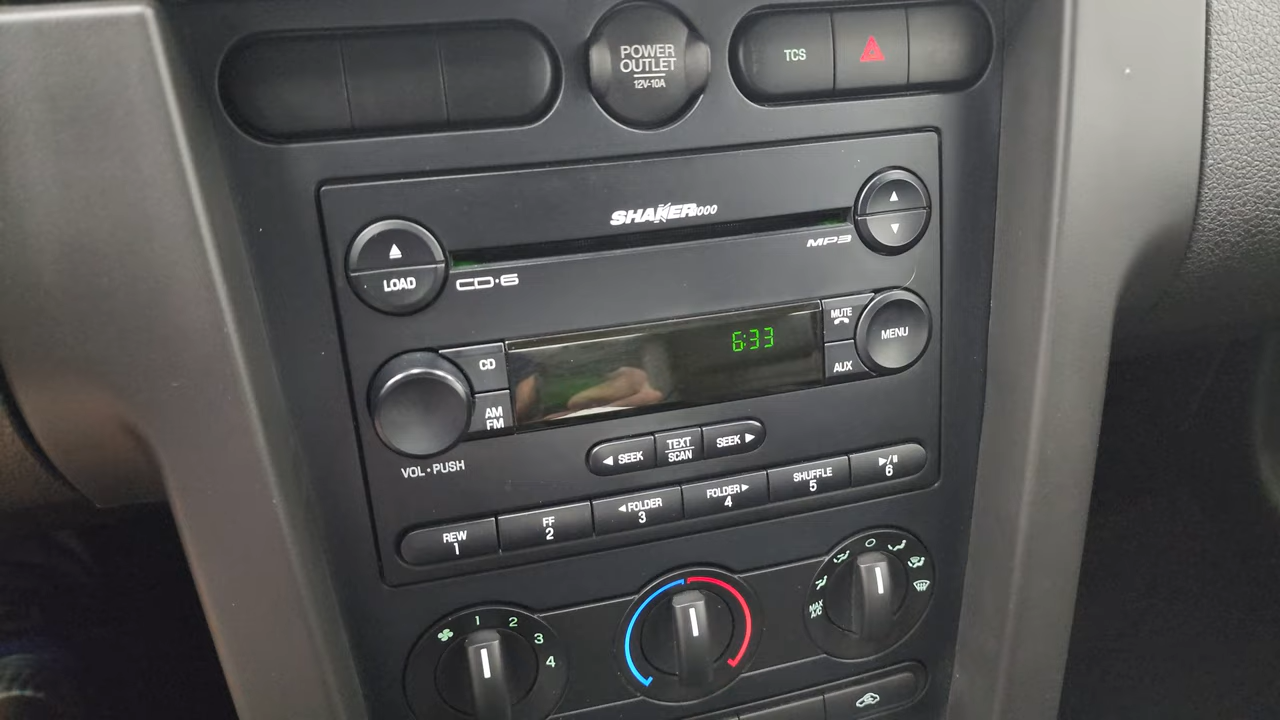 POWER
OUTLET
12V-10A
TCS
SHAKER 1000
MP3
LOAD
CD·6
6:33
MUTE
MENU
CD
AUX
AM
FM
VOL • PUSH
◀ SEEK
TEXT
SCAN
SEEK ▶
REW
1
FF
2
◀ FOLDER
3
FOLDER ▶
4
SHUFFLE
5
▶/⏸
6
1
2
3
4
MAX
A/C